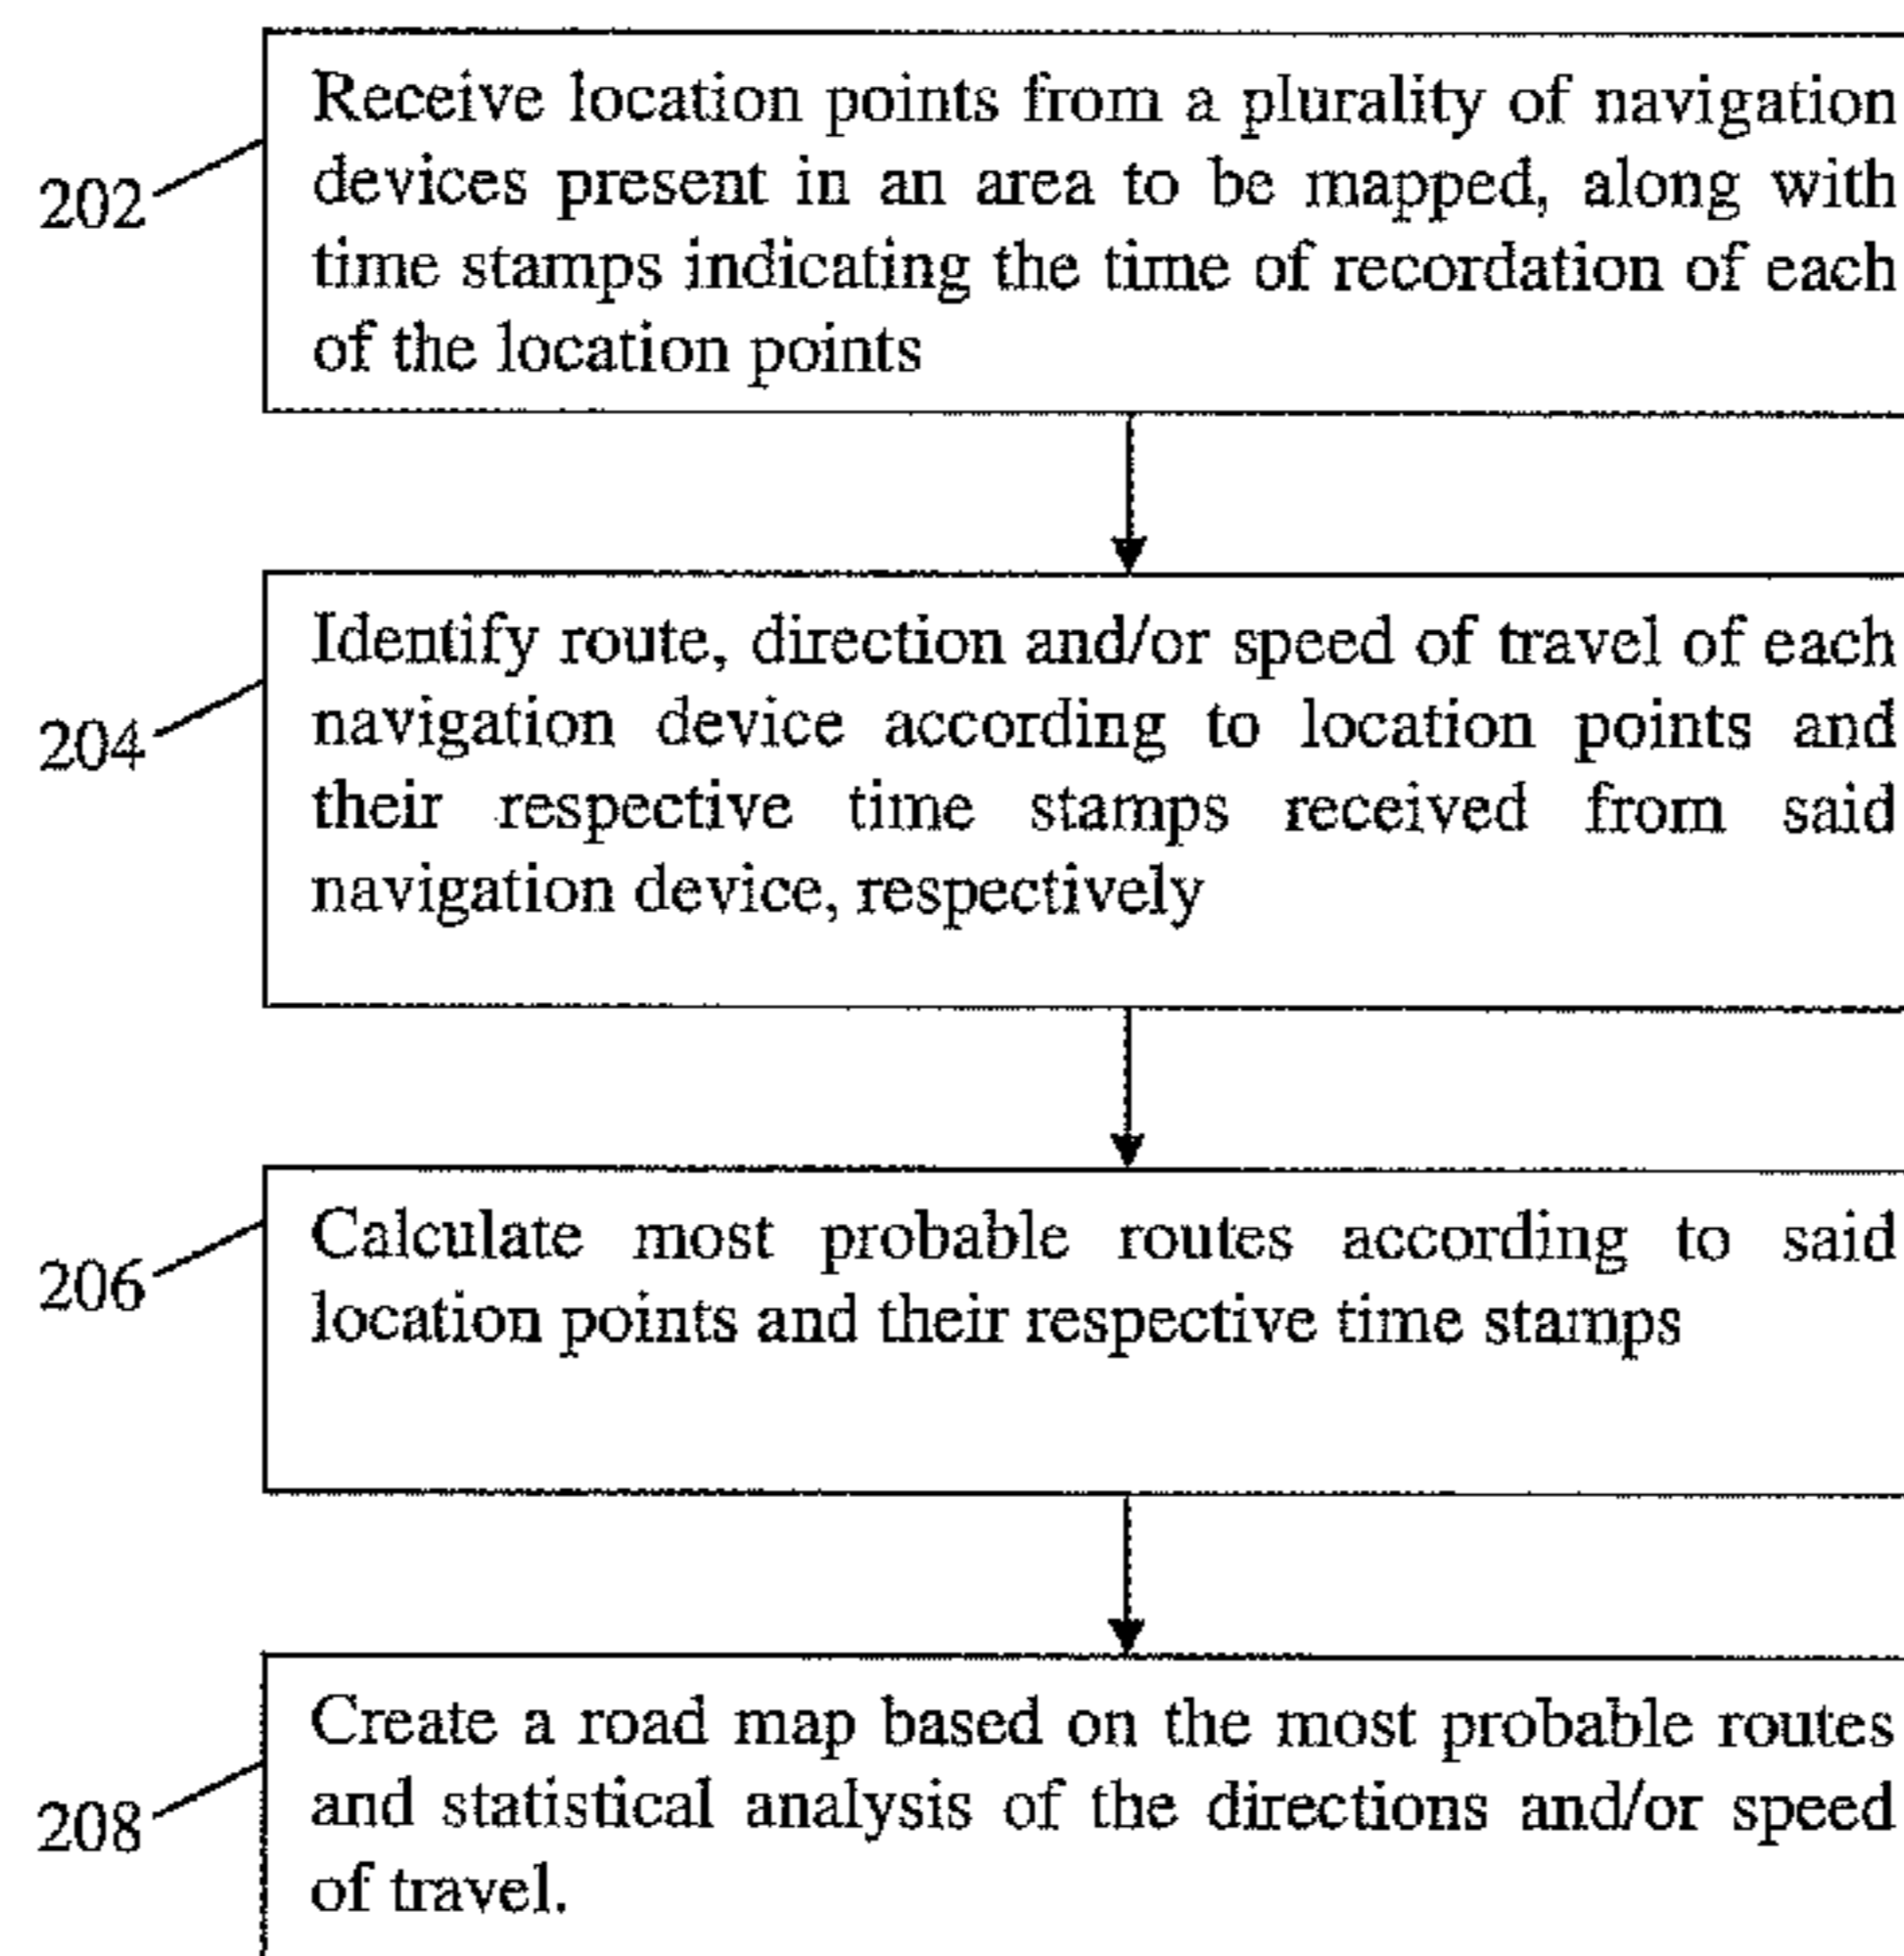 Receive location points from a plurality of navigation
devices present in an area to be mapped, along with
time stamps indicating the time of recordation of each
of the location points
202
Identify route, direction and/or speed of travel of each
navigation device according to location points and
their respective time stamps received from said
navigation device, respectively
204
Calculate most probable routes according to said
location points and their respective time stamps
206
Create a road map based on the most probable routes
and statistical analysis of the directions and/or speed
of travel.
208